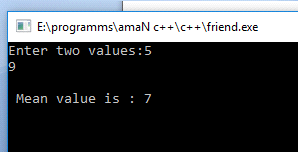 E:\programms\amaN c++\c++\friend.exe
Enter two values:5
9
Mean value is : 7